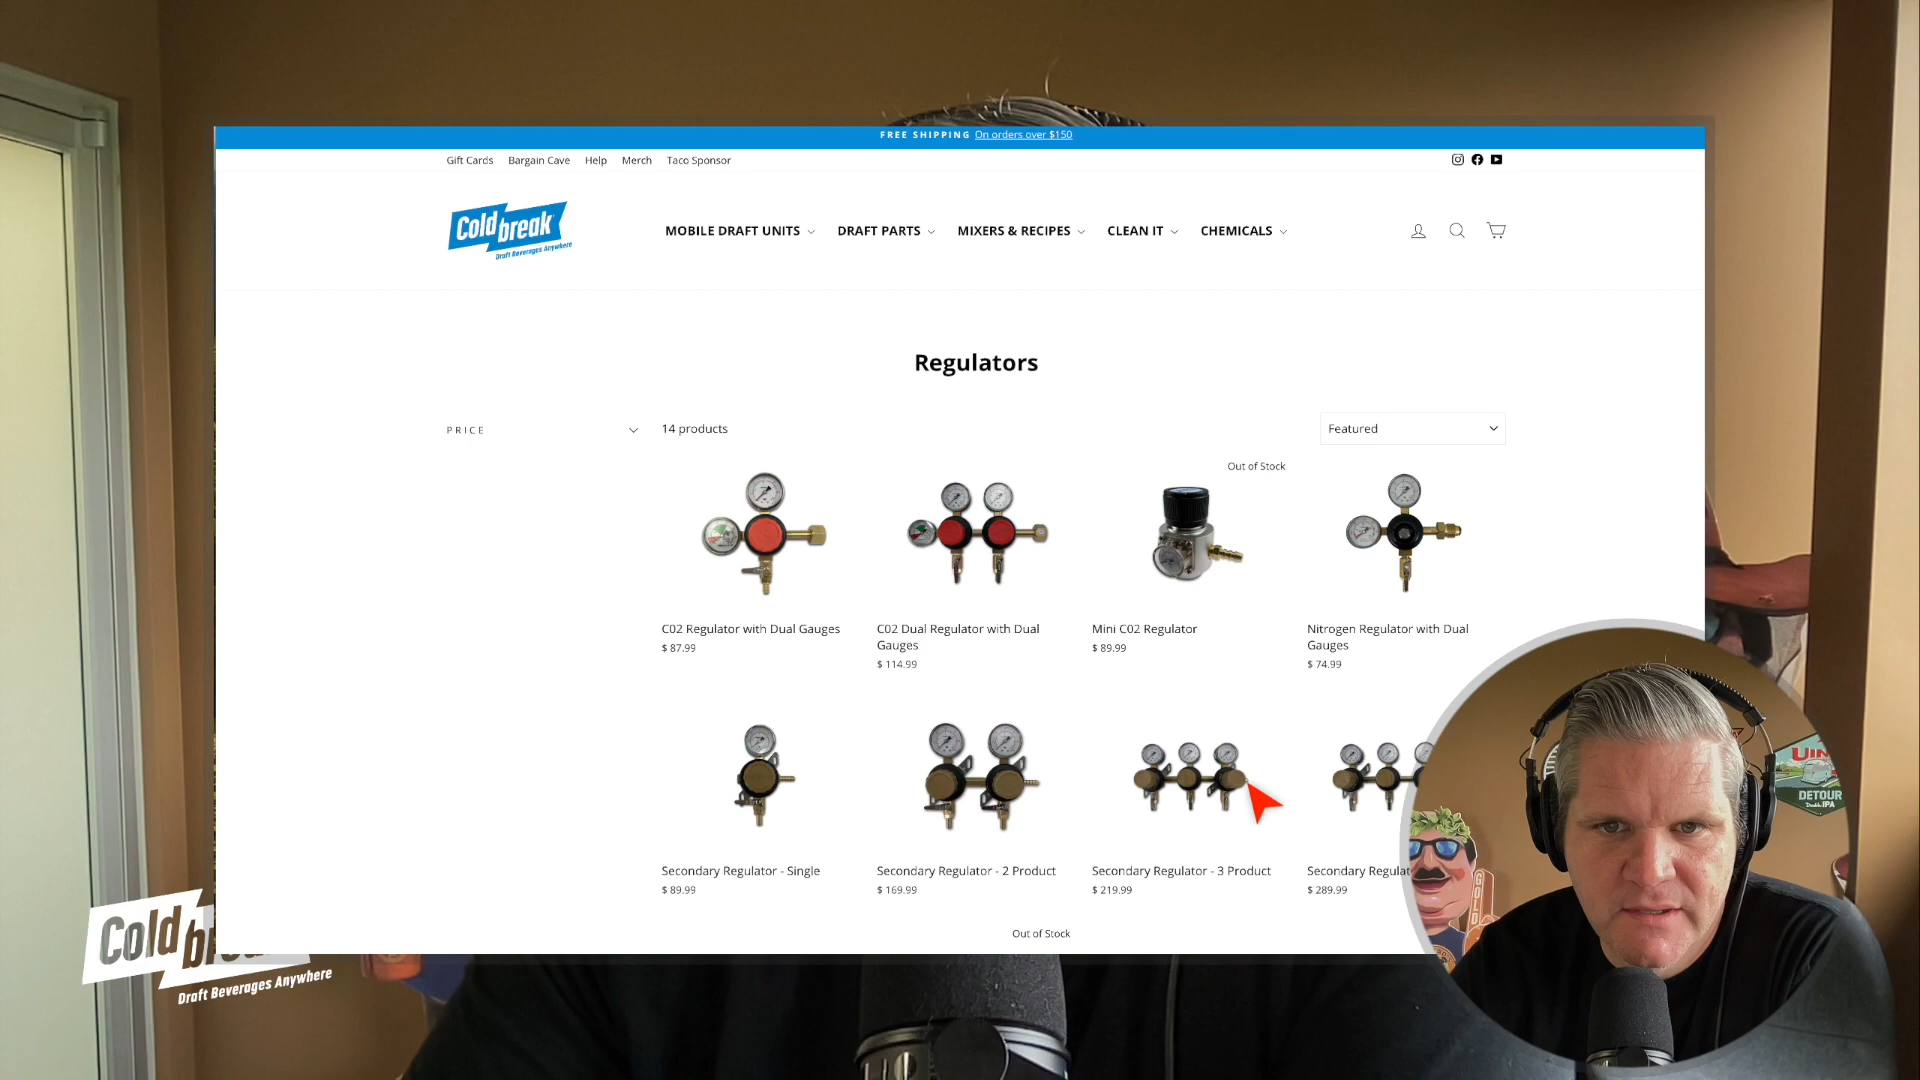 FREE SHIPPING On orders over $150
Gift Cards Bargain Cave Help Merch Taco Sponsor
Cold break
Draft Beverages Anywhere
MOBILE DRAFT UNITS DRAFT PARTS MIXERS & RECIPES CLEAN IT CHEMICALS
Regulators
PRICE
14 products
Featured
Out of Stock
C02 Regulator with Dual Gauges
$ 87.99
C02 Dual Regulator with Dual
Gauges
$ 114.99
Mini C02 Regulator
$ 89.99
Nitrogen Regulator with Dual
Gauges
$ 74.99
Secondary Regulator - Single
$ 89.99
Secondary Regulator - 2 Product
$ 169.99
Secondary Regulator - 3 Product
$ 219.99
Secondary
$ 289.99
Out of Stock
DETOUR
Double IPA
GOLD
Cold
Draft Beverages Anywhere